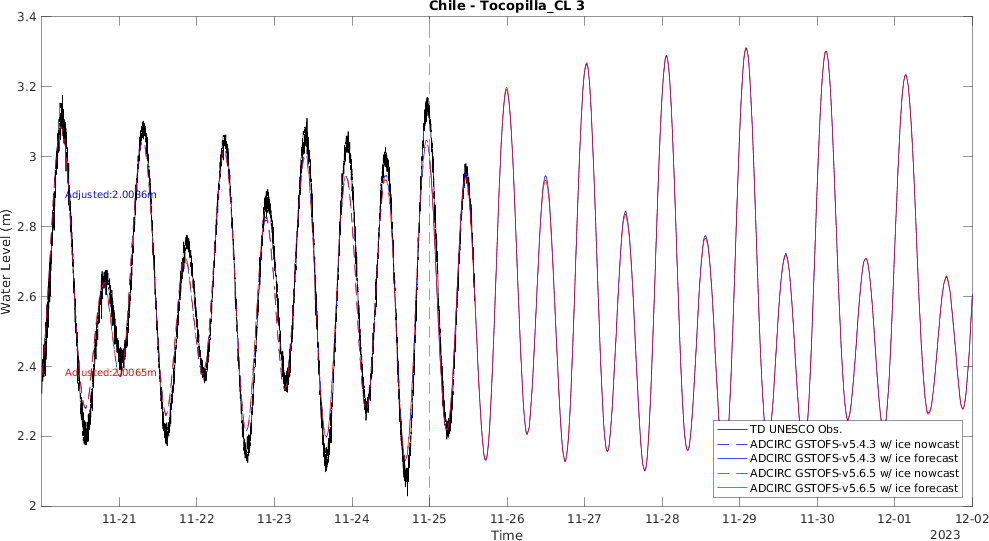 Chile - Tocopilla_CL 3
3.4
3.2
3
2.8
2.6
2.4
2.2
2
Water Level (m)
Adjusted:2.0036m
Adjusted:2.0065m
TD UNESCO Obs.
ADCIRC GSTOFS-v5.4.3 w/ ice nowcast
ADCIRC GSTOFS-v5.4.3 w/ ice forecast
ADCIRC GSTOFS-v5.6.5 w/ ice nowcast
ADCIRC GSTOFS-v5.6.5 w/ ice forecast
11-21 11-22 11-23 11-24 11-25 11-26 11-27 11-28 11-29 11-30 12-01 12-02
Time
2023